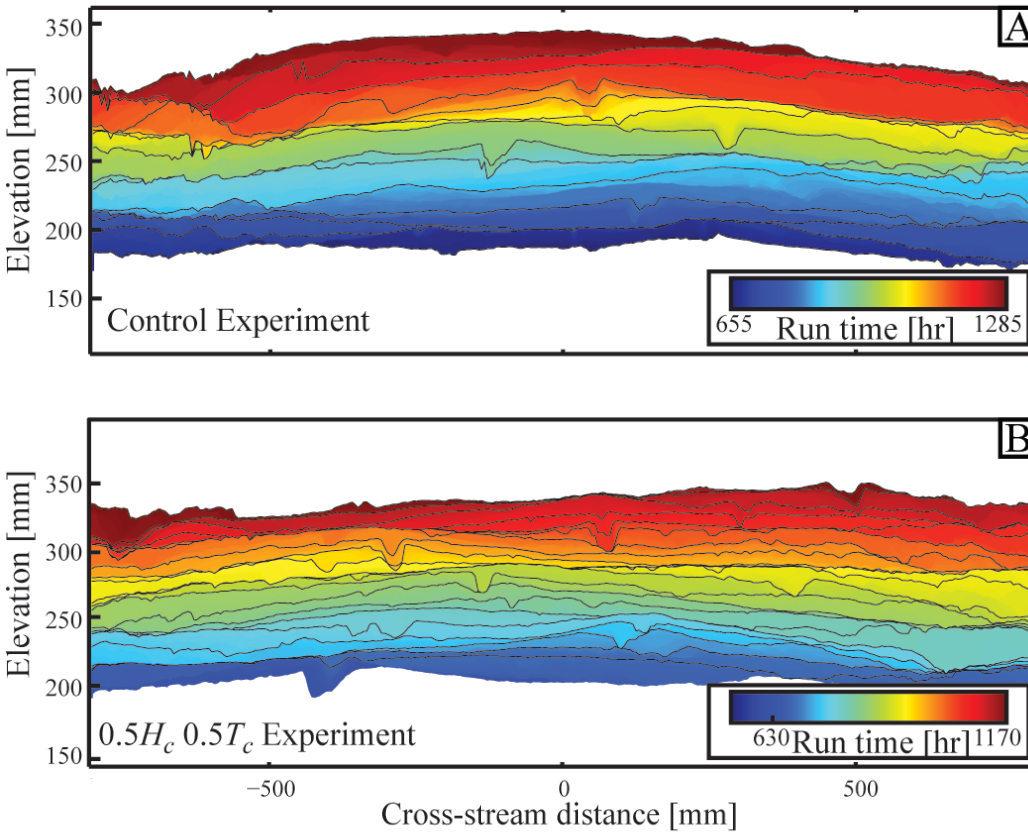 A
350
300
250
200
150
Elevation [mm]
Control Experiment
655 Run time [hr] 1285
B
350
300
250
200
150
Elevation [mm]
0.5Hc 0.5Tc Experiment
630 Run time [hr] 1170
−500 0 500
Cross-stream distance [mm]